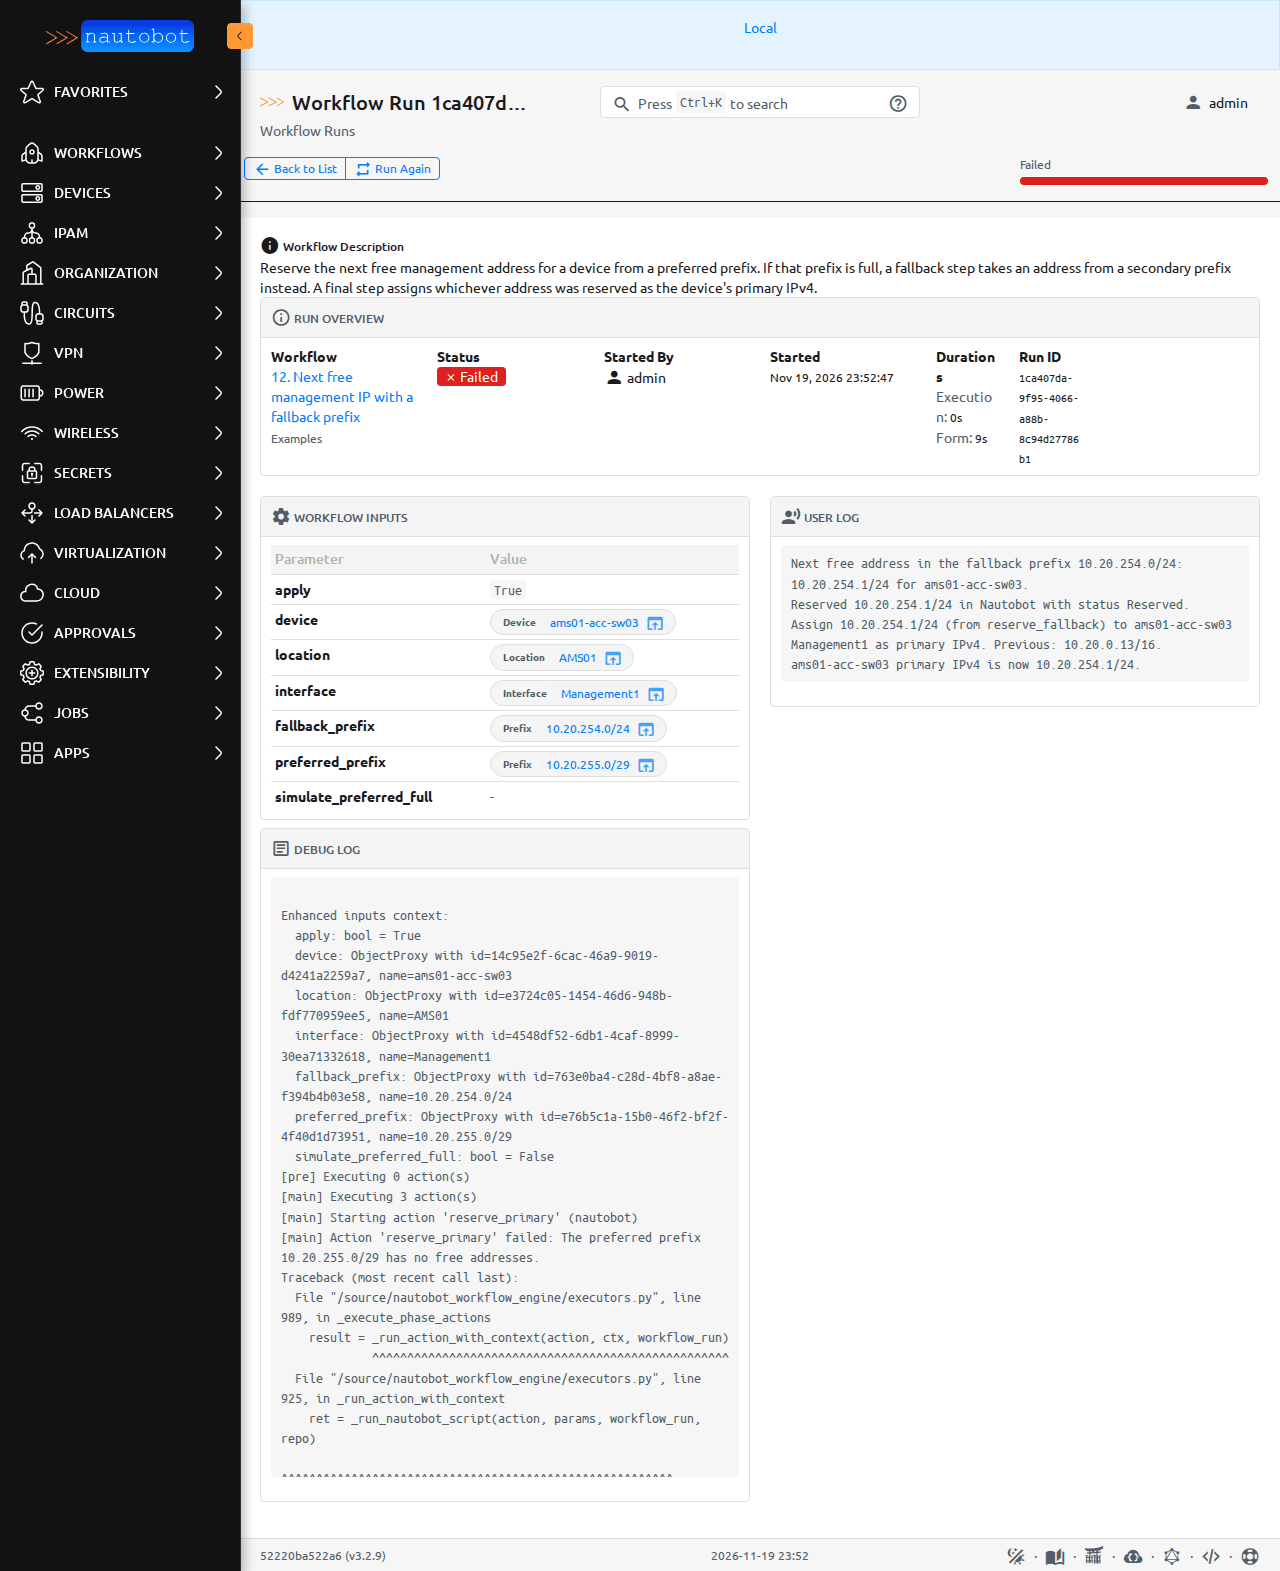 nautobot
FAVORITES
WORKFLOWS
DEVICES
IPAM
ORGANIZATION
CIRCUITS
VPN
POWER
WIRELESS
SECRETS
LOAD BALANCERS
VIRTUALIZATION
CLOUD
APPROVALS
EXTENSIBILITY
JOBS
APPS
Local
Workflow Run 1ca407d...
Press Ctrl+K to search
admin
Workflow Runs
Back to List
Run Again
Failed
Workflow Description
Reserve the next free management address for a device from a preferred prefix. If that prefix is full, a fallback step takes an address from a secondary prefix
instead. A final step assigns whichever address was reserved as the device's primary IPv4.
RUN OVERVIEW
Workflow
12. Next free
management IP with a
fallback prefix
Examples
Status
Failed
Started By
admin
Started
Nov 19, 2026 23:52:47
Duration
s
Executio
n: 0s
Form: 9s
Run ID
1ca407da-
9f95-4066-
a88b-
8c94d27786
b1
WORKFLOW INPUTS
Parameter Value
apply True
device Device ams01-acc-sw03
location Location AMS01
interface Interface Management1
fallback_prefix Prefix 10.20.254.0/24
preferred_prefix Prefix 10.20.255.0/29
simulate_preferred_full -
USER LOG
Next free address in the fallback prefix 10.20.254.0/24:
10.20.254.1/24 for ams01-acc-sw03.
Reserved 10.20.254.1/24 in Nautobot with status Reserved.
Assign 10.20.254.1/24 (from reserve_fallback) to ams01-acc-sw03
Management1 as primary IPv4. Previous: 10.20.0.13/16.
ams01-acc-sw03 primary IPv4 is now 10.20.254.1/24.
DEBUG LOG
Enhanced inputs context:
apply: bool = True
device: ObjectProxy with id=14c95e2f-6cac-46a9-9019-
d4241a2259a7, name=ams01-acc-sw03
location: ObjectProxy with id=e3724c05-1454-46d6-948b-
fdf770959ee5, name=AMS01
interface: ObjectProxy with id=4548df52-6db1-4caf-8999-
30ea71332618, name=Management1
fallback_prefix: ObjectProxy with id=763e0ba4-c28d-4bf8-a8ae-
f394b4b03e58, name=10.20.254.0/24
preferred_prefix: ObjectProxy with id=e76b5c1a-15b0-46f2-bf2f-
4f40d1d73951, name=10.20.255.0/29
simulate_preferred_full: bool = False
[pre] Executing 0 action(s)
[main] Executing 3 action(s)
[main] Starting action 'reserve_primary' (nautobot)
[main] Action 'reserve_primary' failed: The preferred prefix
10.20.255.0/29 has no free addresses.
Traceback (most recent call last):
File "/source/nautobot_workflow_engine/executors.py", line
989, in _execute_phase_actions
result = _run_action_with_context(action, ctx, workflow_run)
^^^^^^^^^^^^^^^^^^^^^^^^^^^^^^^^^^^^^^^^^^^^^^^^^^^
File "/source/nautobot_workflow_engine/executors.py", line
925, in _run_action_with_context
ret = _run_nautobot_script(action, params, workflow_run,
repo)
^^^^^^^^^^^^^^^^^^^^^^^^^^^^^^^^^^^^^^^^^^^^^^^^^^^^^^^^
52220ba522a6 (v3.2.9)
2026-11-19 23:52